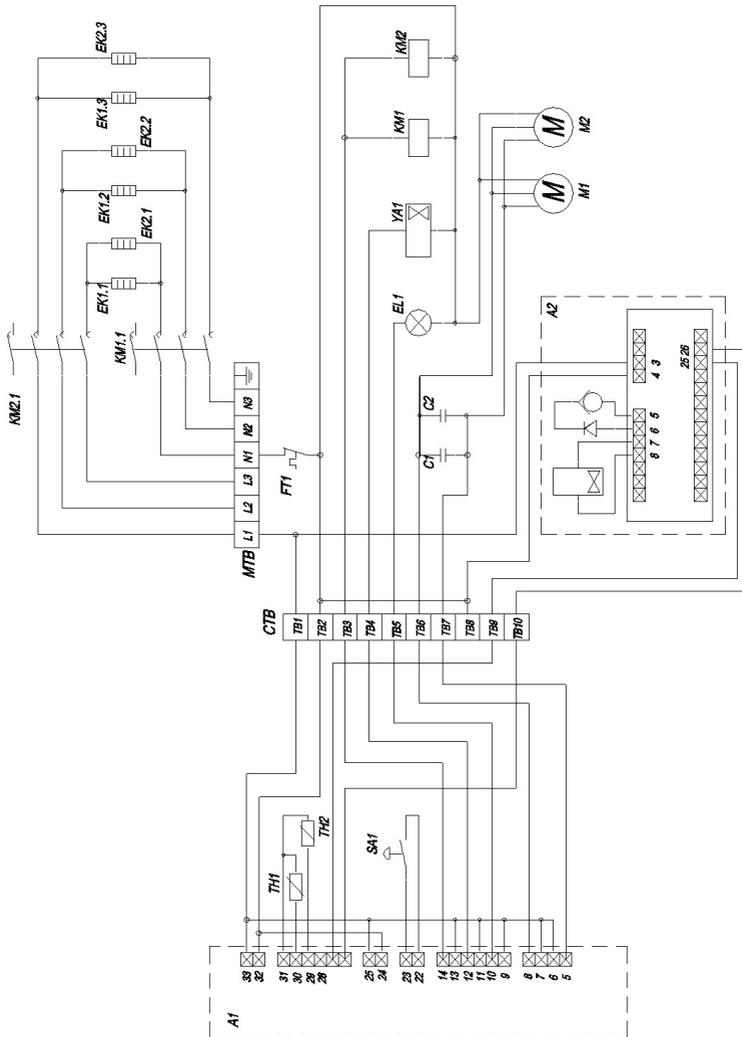 EK2.3
EK1.3
EK2.2
EK1.2
EK2.1
EK1.1
KM2.1
KM1.1
MTB
L1
L2
L3
N1
N2
N3
FT1
KM2
KM1
YA1
EL1
C2
C1
M
M2
M
M1
A2
25 26
4 3
5
6
7
8
CTB
TB1
TB2
TB3
TB4
TB5
TB6
TB7
TB8
TB9
TB10
TH1
TH2
SA1
A1
33
32
31
30
29
28
25
24
23
22
14
13
12
11
10
9
8
7
6
5